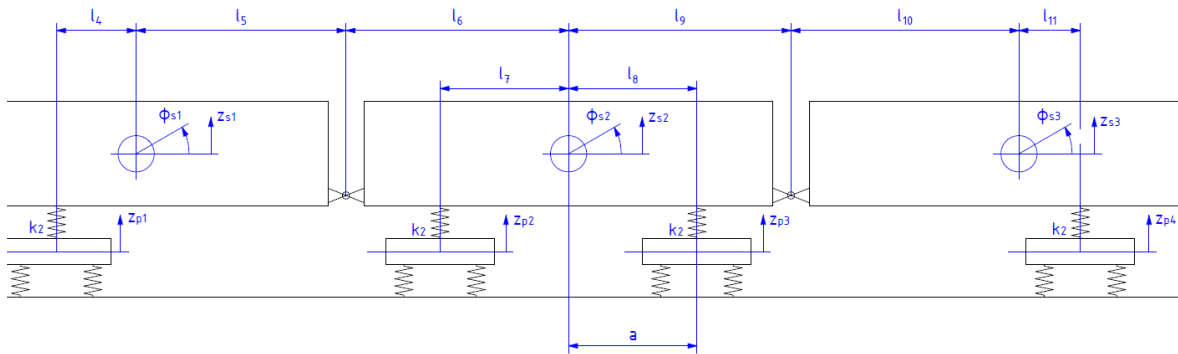 l₄ l₅ l₆ l₉ l₁₀ l₁₁
l₇ l₈
ϕs1 zs1 ϕs2 zs2 ϕs3 zs3
k₂ zp1 k₂ zp2 k₂ zp3 k₂ zp4
a